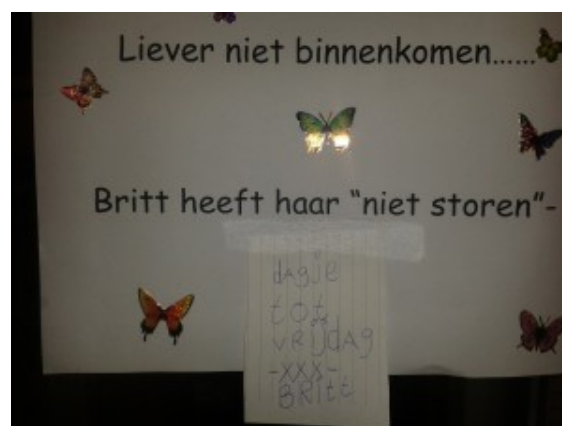 Liever niet binnenkomen......
Britt heeft haar “niet storen”-
dAgje
tot
vRijdAg
-xxx-
BRitt